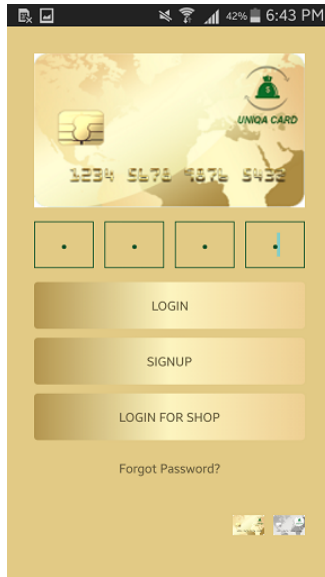 42% 6:43 PM
UNIQA CARD
1234 5678 9876 5432
LOGIN
SIGNUP
LOGIN FOR SHOP
Forgot Password?